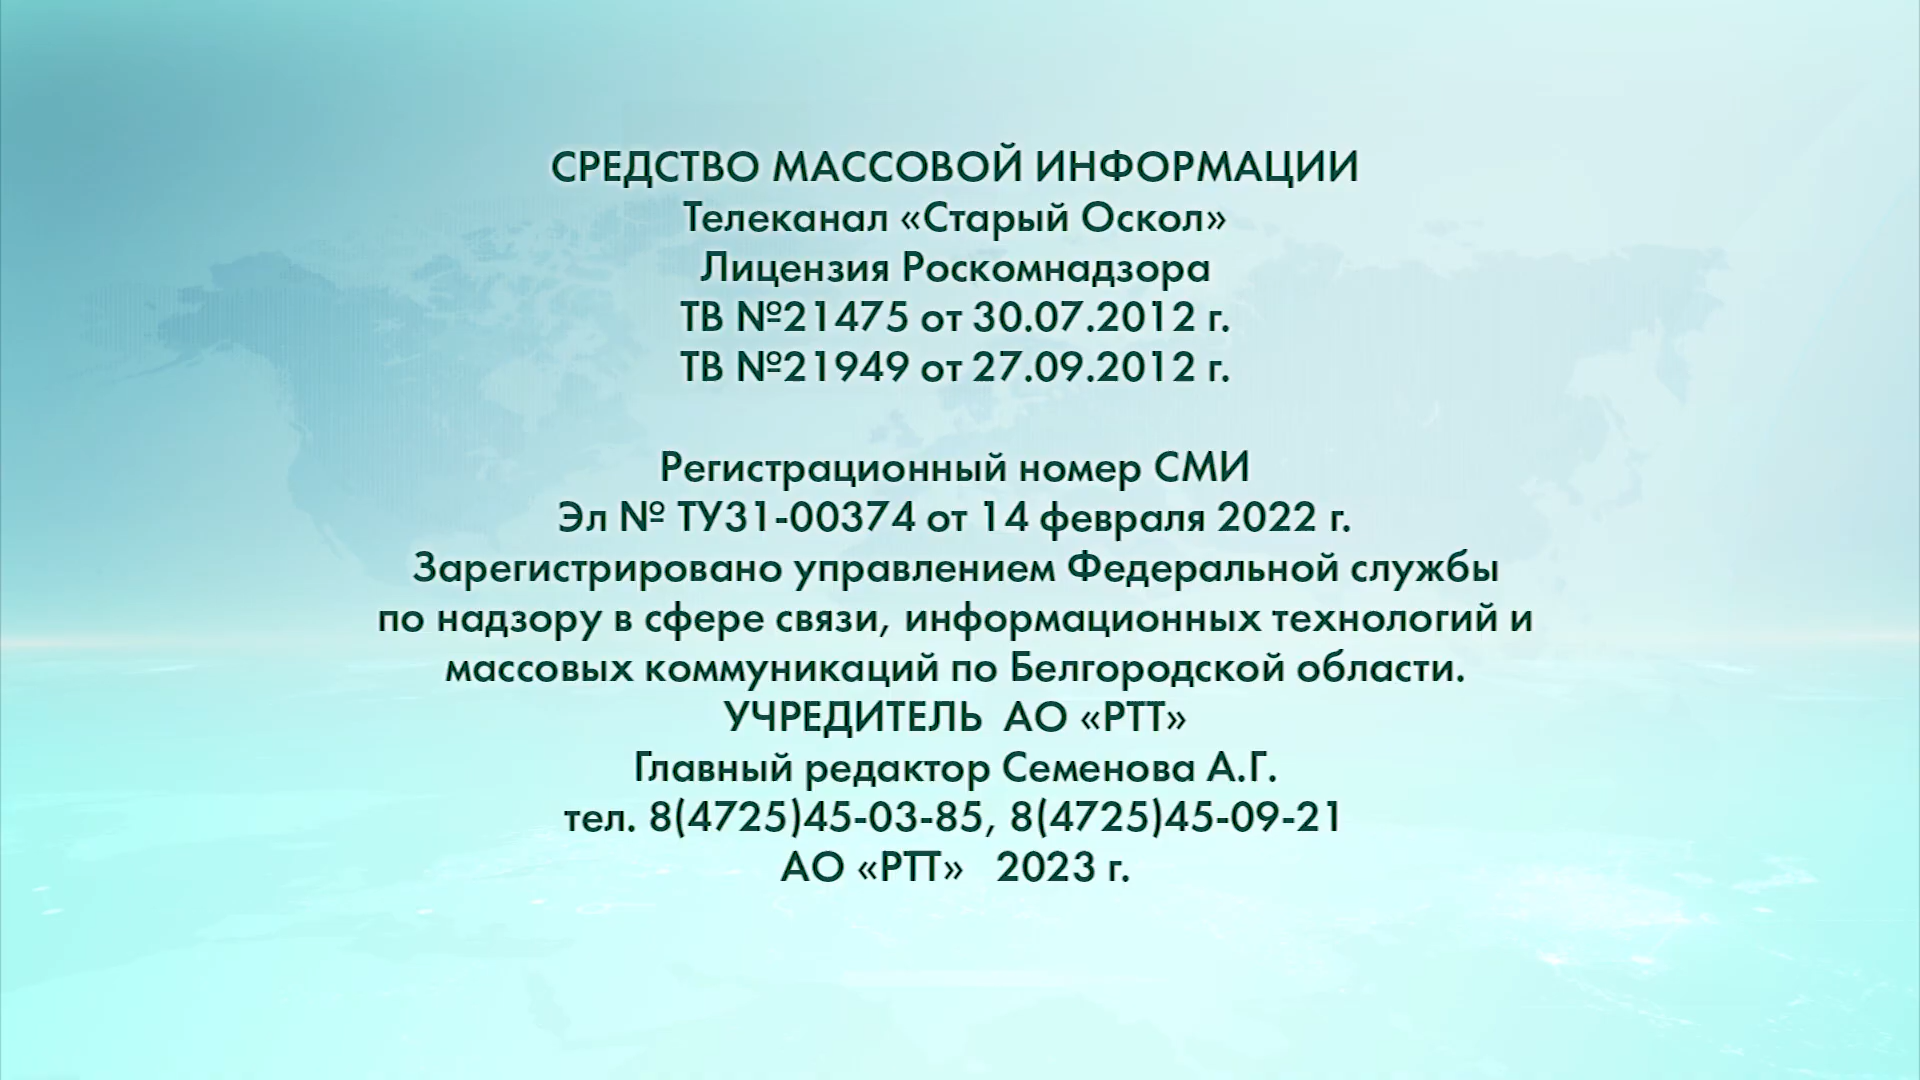 СРЕДСТВО МАССОВОЙ ИНФОРМАЦИИ
Телеканал «Старый Оскол»
Лицензия Роскомнадзора
ТВ №21475 от 30.07.2012 г.
ТВ №21949 от 27.09.2012 г.
Регистрационный номер СМИ
Эл № ТУ31-00374 от 14 февраля 2022 г.
Зарегистрировано управлением Федеральной службы
по надзору в сфере связи, информационных технологий и
массовых коммуникаций по Белгородской области.
УЧРЕДИТЕЛЬ АО «РТТ»
Главный редактор Семенова А.Г.
тел. 8(4725)45-03-85, 8(4725)45-09-21
АО «РТТ» 2023 г.